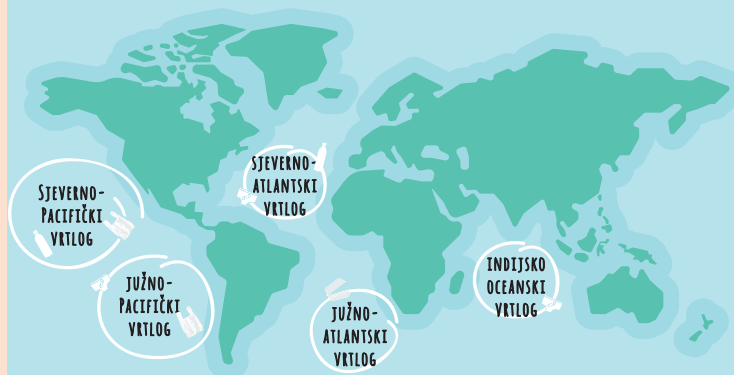 SJEVERNO-
ATLANTSKI
VRTLOG
SJEVERNO-
PACIFIČKI
VRTLOG
JUŽNO-
PACIFIČKI
VRTLOG
INDIJSKO
OCEANSKI
VRTLOG
JUŽNO-
ATLANTSKI
VRTLOG